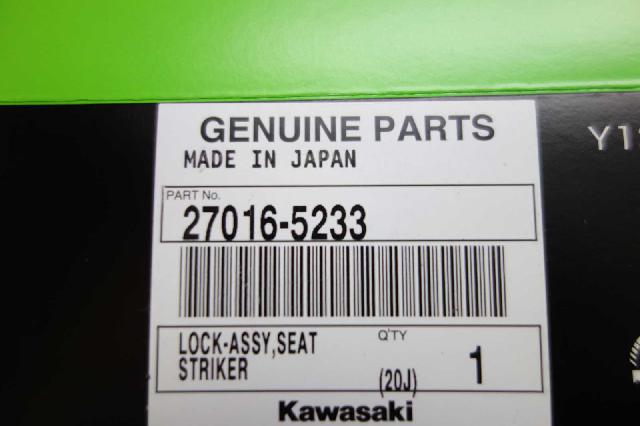 GENUINE PARTS
MADE IN JAPAN
PART No.
27016-5233
LOCK-ASSY,SEAT
STRIKER
Q'TY
(20J)
1
Kawasaki